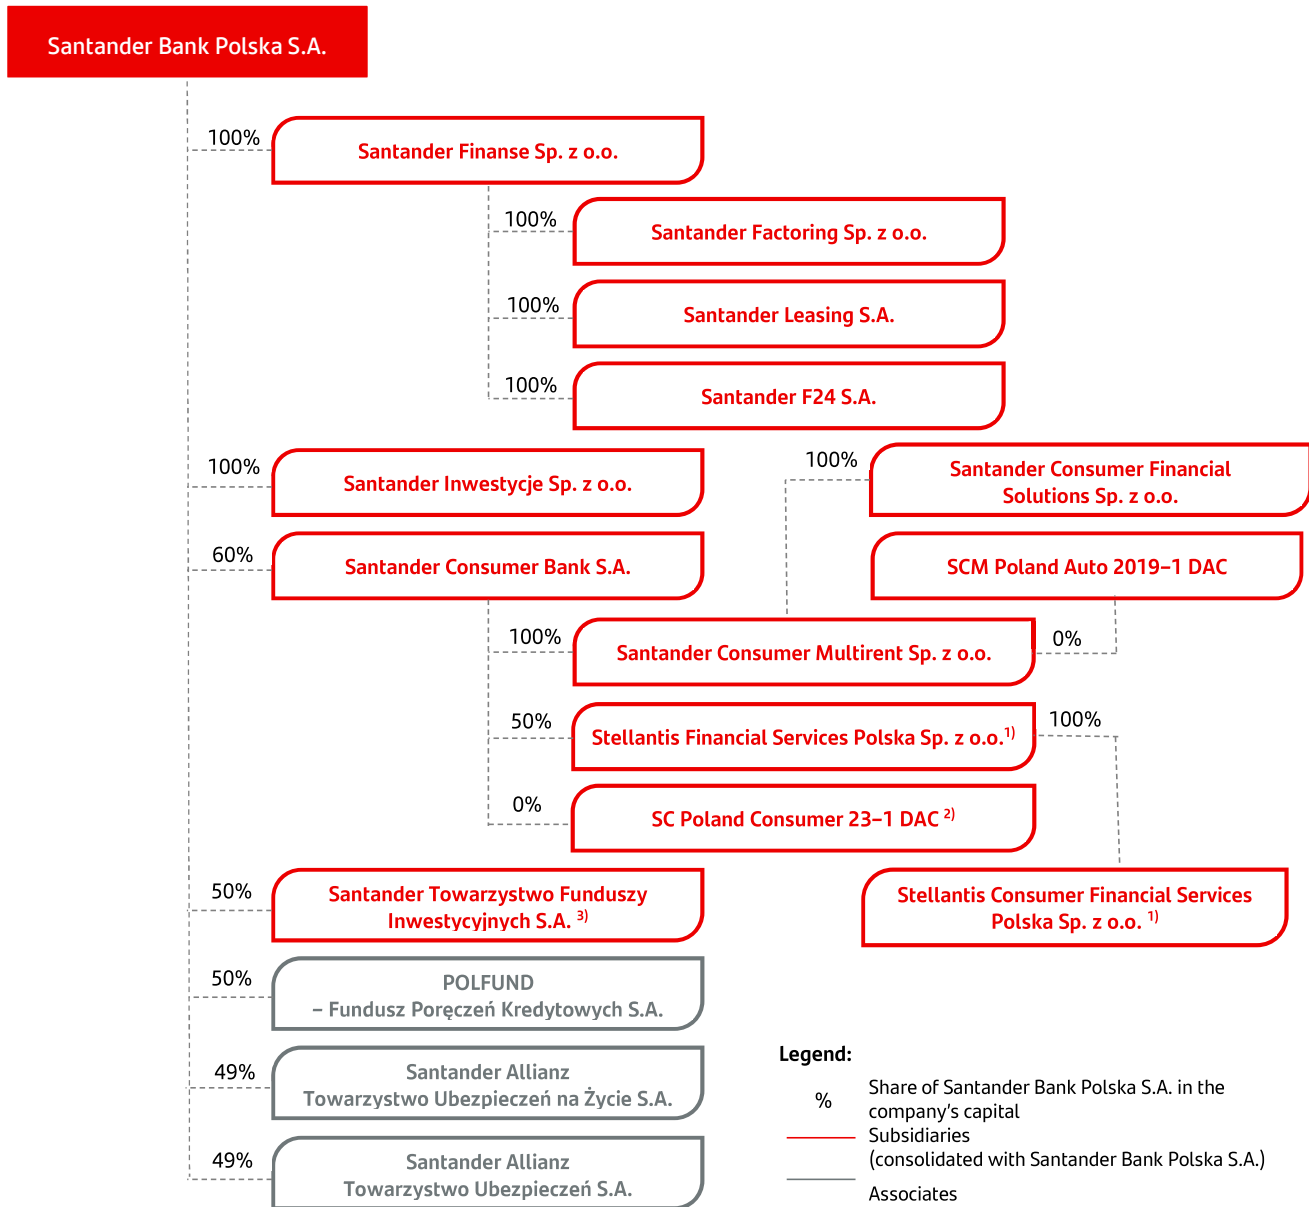 Santander Bank Polska S.A.
100%
Santander Finanse Sp. z o.o.
100%
Santander Factoring Sp. z o.o.
100%
Santander Leasing S.A.
100%
Santander F24 S.A.
100%
Santander Inwestycje Sp. z o.o.
100%
Santander Consumer Financial
Solutions Sp. z o.o.
60%
Santander Consumer Bank S.A.
SCM Poland Auto 2019–1 DAC
100%
Santander Consumer Multirent Sp. z o.o.
0%
50%
Stellantis Financial Services Polska Sp. z o.o.1)
100%
0%
SC Poland Consumer 23–1 DAC 2)
50%
Santander Towarzystwo Funduszy
Inwestycyjnych S.A. 3)
Stellantis Consumer Financial Services
Polska Sp. z o.o. 1)
50%
POLFUND
– Fundusz Poręczeń Kredytowych S.A.
49%
Santander Allianz
Towarzystwo Ubezpieczeń na Życie S.A.
49%
Santander Allianz
Towarzystwo Ubezpieczeń S.A.
Legend:
%
Share of Santander Bank Polska S.A. in the
company's capital
Subsidiaries
(consolidated with Santander Bank Polska S.A.)
Associates